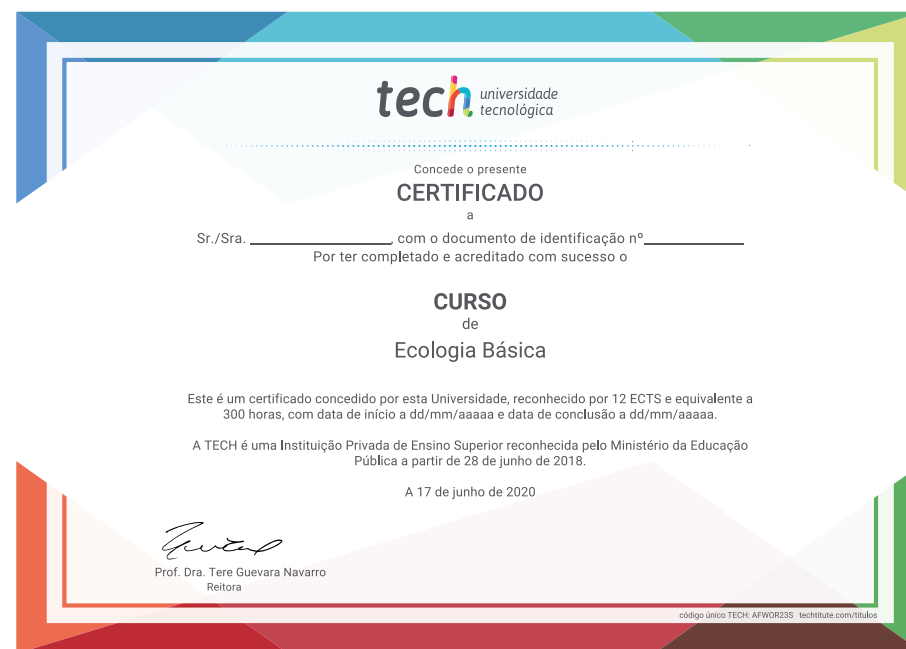 tech universidade
tecnológica
Concede o presente
CERTIFICADO
a
Sr./Sra. __________________, com o documento de identificação nº_____________
Por ter completado e acreditado com sucesso o
CURSO
de
Ecologia Básica
Este é um certificado concedido por esta Universidade, reconhecido por 12 ECTS e equivalente a
300 horas, com data de início a dd/mm/aaaaa e data de conclusão a dd/mm/aaaaa.
A TECH é uma Instituição Privada de Ensino Superior reconhecida pelo Ministério da Educação
Pública a partir de 28 de junho de 2018.
A 17 de junho de 2020
Prof. Dra. Tere Guevara Navarro
Reitora
código único TECH: AFWOR23S techtitute.com/titulos